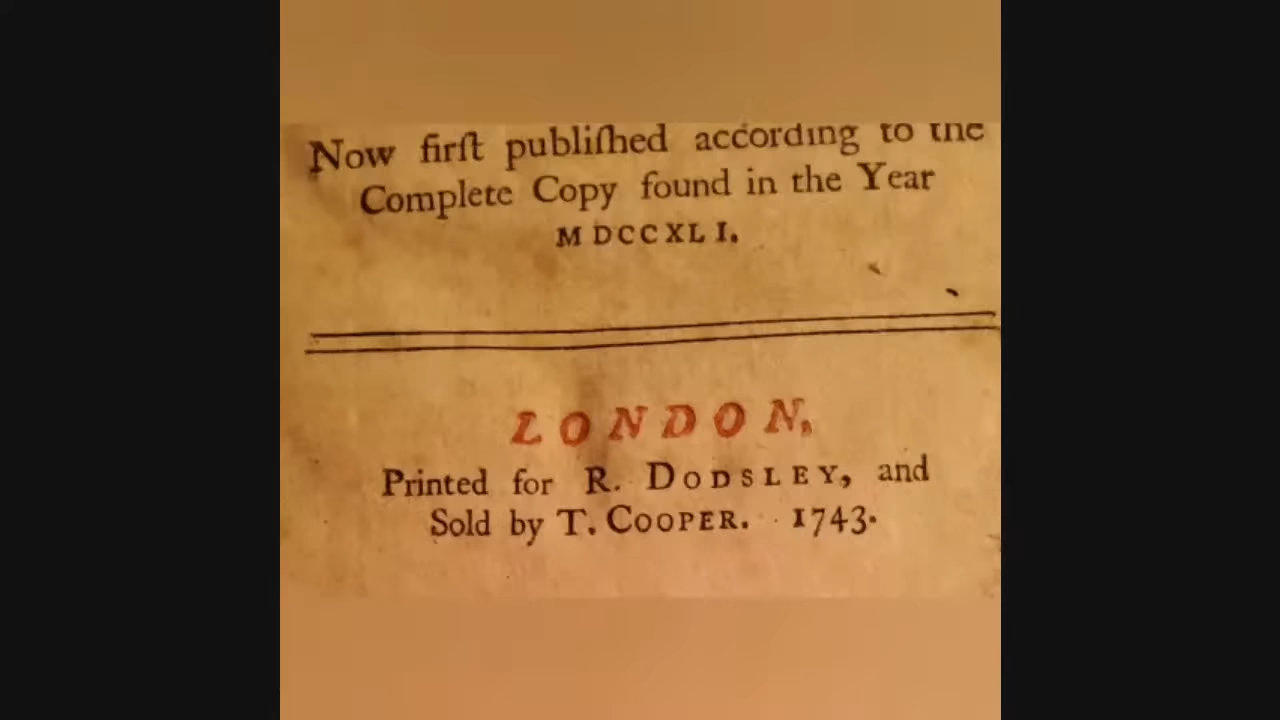 Now firſt publiſhed according to the
Complete Copy found in the Year
MDCCXLI.
LONDON,
Printed for R. DODSLEY, and
Sold by T. COOPER. 1743.